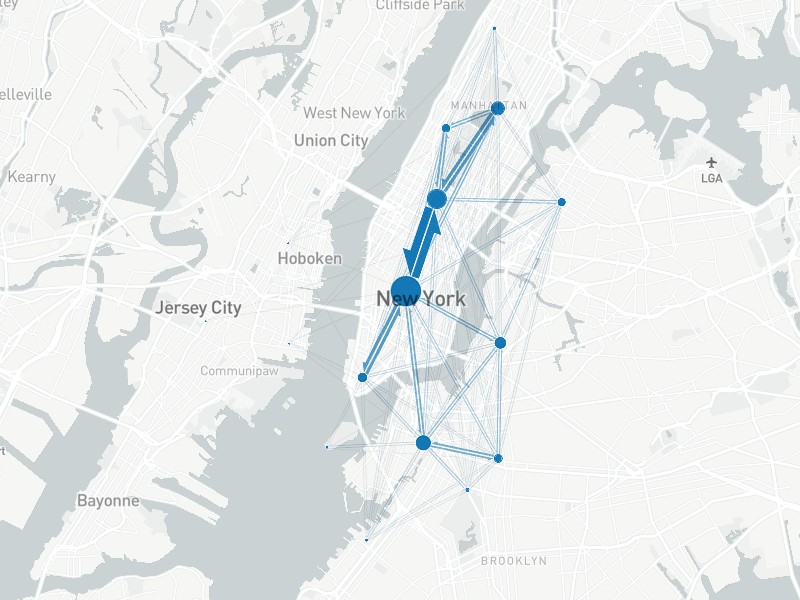 Cliffside Park
elleville
West New York
MANHATTAN
Union City
Kearny
LGA
Hoboken
New York
Jersey City
Communipaw
Bayonne
BROOKLYN